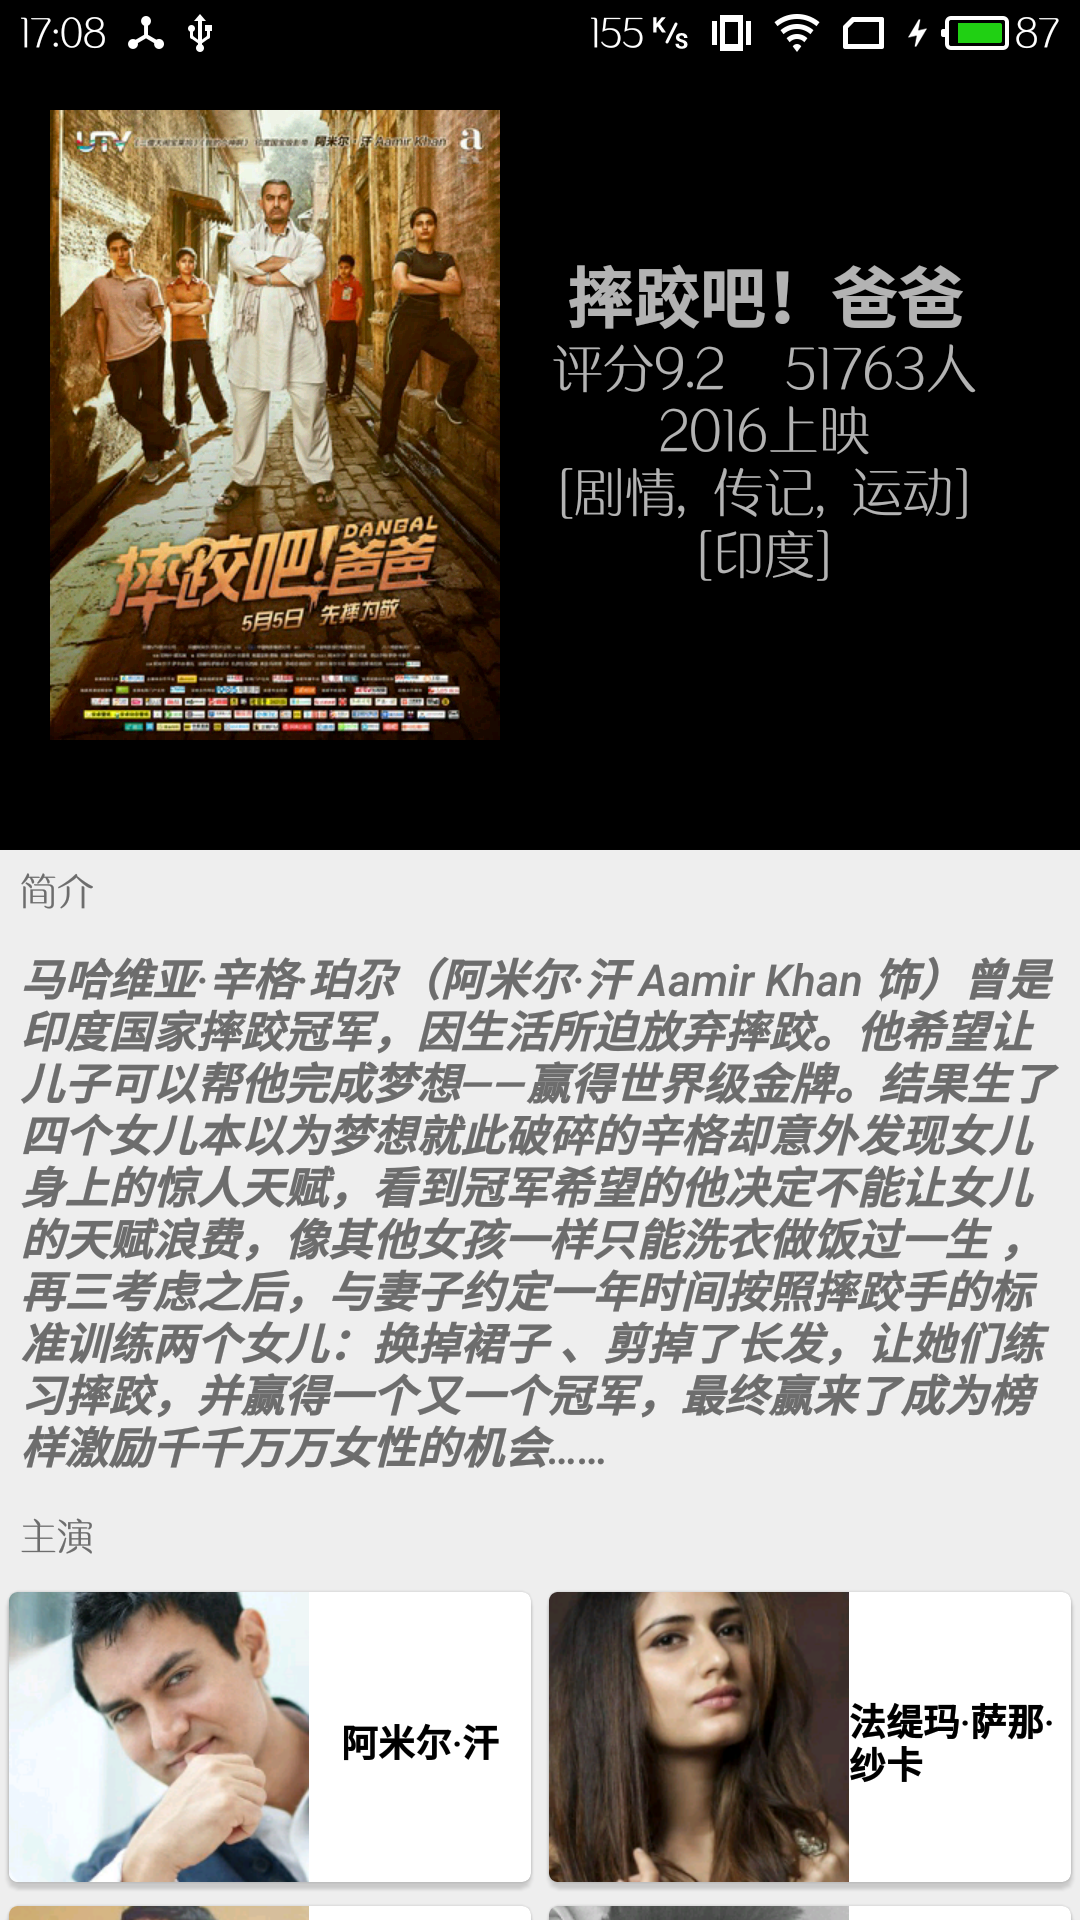 17:08
155 K/s
87
UTV
阿米尔·汗 Aamir Khan
a
DANGAL
摔跤吧!爸爸
5月5日 先摔为敬
摔跤吧！爸爸
评分9.2 51763人
2016上映
[剧情, 传记, 运动]
[印度]
简介
马哈维亚·辛格·珀尕（阿米尔·汗 Aamir Khan 饰）曾是
印度国家摔跤冠军，因生活所迫放弃摔跤。他希望让
儿子可以帮他完成梦想——赢得世界级金牌。结果生了
四个女儿本以为梦想就此破碎的辛格却意外发现女儿
身上的惊人天赋，看到冠军希望的他决定不能让女儿
的天赋浪费，像其他女孩一样只能洗衣做饭过一生 ，
再三考虑之后，与妻子约定一年时间按照摔跤手的标
准训练两个女儿：换掉裙子 、剪掉了长发，让她们练
习摔跤，并赢得一个又一个冠军，最终赢来了成为榜
样激励千千万万女性的机会……
主演
阿米尔·汗
法缇玛·萨那·
纱卡